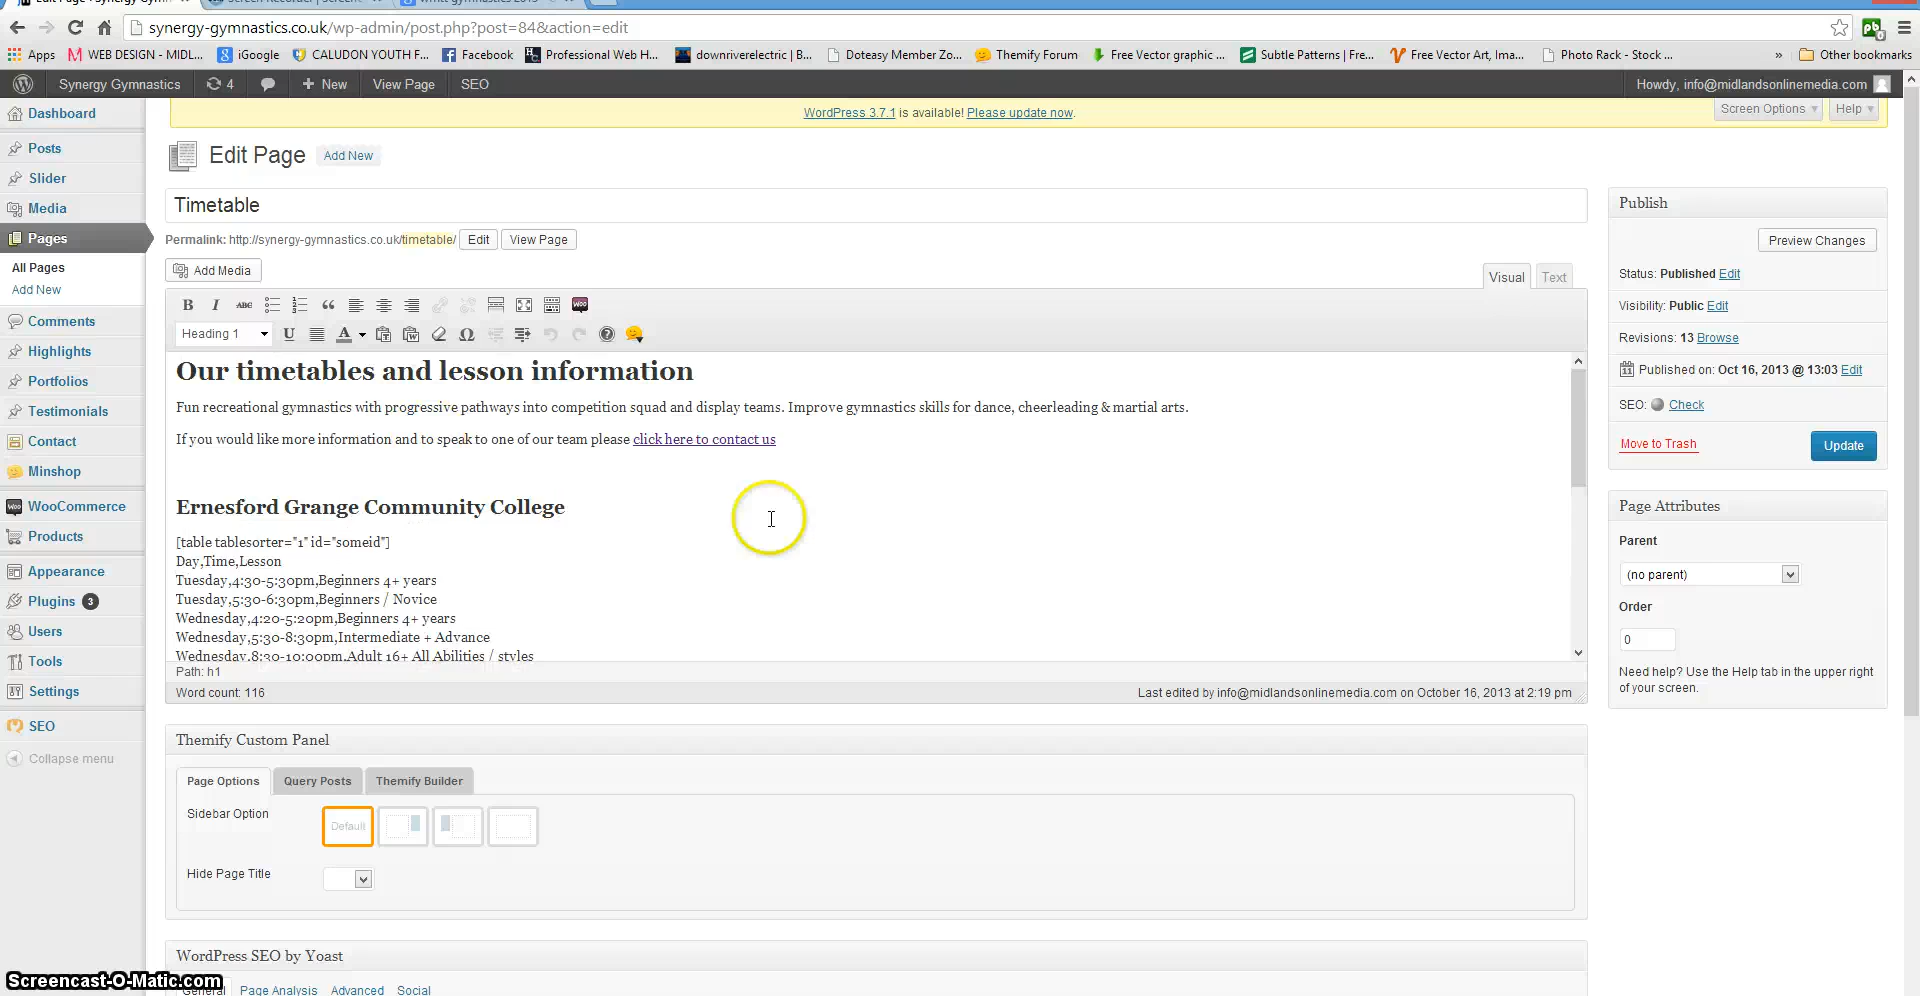 Edit Page
synergy-gymnastics.co.uk/wp-admin/post.php?post=84&action=edit
Apps WEB DESIGN - MIDL... iGoogle CALUDON YOUTH F... Facebook Professional Web H... downriverelectric | B... Doteasy Member Zo... Themify Forum Free Vector graphic ... Subtle Patterns | Fre... Free Vector Art, Ima... Photo Rack - Stock ... » Other bookmarks
Synergy Gymnastics 4 New View Page SEO Howdy, info@midlandsonlinemedia.com
WordPress 3.7.1 is available! Please update now.
Screen Options Help
Dashboard
Posts
Slider
Media
Pages
All Pages
Add New
Comments
Highlights
Portfolios
Testimonials
Contact
Minshop
WooCommerce
Products
Appearance
Plugins 3
Users
Tools
Settings
SEO
Collapse menu
Edit Page Add New
Timetable
Permalink: http://synergy-gymnastics.co.uk/timetable/ Edit View Page
Add Media
Visual Text
B I ABC
Heading 1 U A Ω
Our timetables and lesson information
Fun recreational gymnastics with progressive pathways into competition squad and display teams. Improve gymnastics skills for dance, cheerleading & martial arts.
If you would like more information and to speak to one of our team please click here to contact us
Ernesford Grange Community College
[table tablesorter="1" id="someid"]
Day,Time,Lesson
Tuesday,4:30-5:30pm,Beginners 4+ years
Tuesday,5:30-6:30pm,Beginners / Novice
Wednesday,4:20-5:20pm,Beginners 4+ years
Wednesday,5:30-8:30pm,Intermediate + Advance
Wednesday,8:30-10:00pm,Adult 16+ All Abilities / styles
Path: h1
Word count: 116
Last edited by info@midlandsonlinemedia.com on October 16, 2013 at 2:19 pm
Themify Custom Panel
Page Options Query Posts Themify Builder
Sidebar Option
Default
Hide Page Title
WordPress SEO by Yoast
General Page Analysis Advanced Social
Publish
Preview Changes
Status: Published Edit
Visibility: Public Edit
Revisions: 13 Browse
Published on: Oct 16, 2013 @ 13:03 Edit
SEO: Check
Move to Trash
Update
Page Attributes
Parent
(no parent)
Order
0
Need help? Use the Help tab in the upper right
of your screen.
Screencast-O-Matic.com